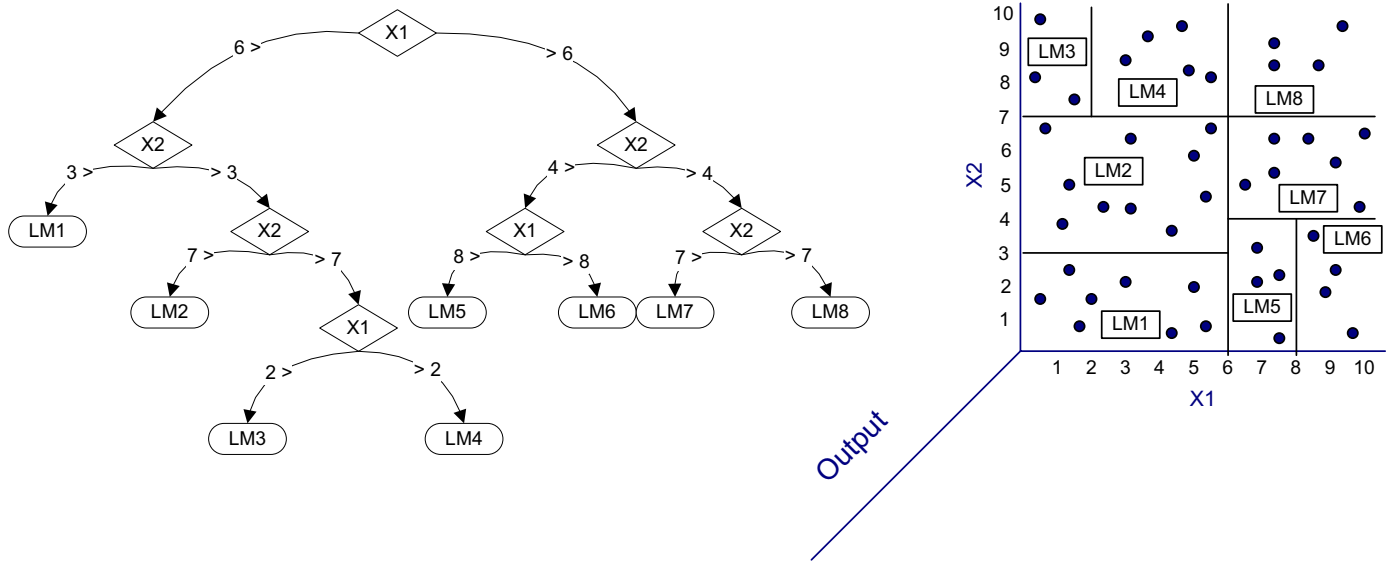 X1
6 >
> 6
X2
X2
3 >
> 3
4 >
> 4
LM1
X2
X1
X2
7 >
> 7
8 >
> 8
7 >
> 7
LM2
X1
LM5
LM6
LM7
LM8
2 >
> 2
LM3
LM4
10
9
8
7
6
5
4
3
2
1
X2
LM3
LM4
LM8
LM2
LM7
LM6
LM5
LM1
1 2 3 4 5 6 7 8 9 10
X1
Output